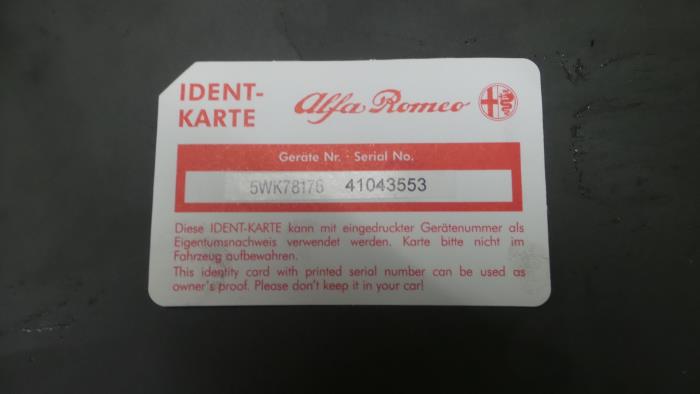 IDENT-
KARTE
Alfa Romeo
Geräte Nr. · Serial No.
5WK78176 41043553
Diese IDENT-KARTE kann mit eingedruckter Gerätenummer als
Eigentumsnachweis verwendet werden. Karte bitte nicht im
Fahrzeug aufbewahren.
This identity card with printed serial number can be used as
owner's proof. Please don't keep it in your car!